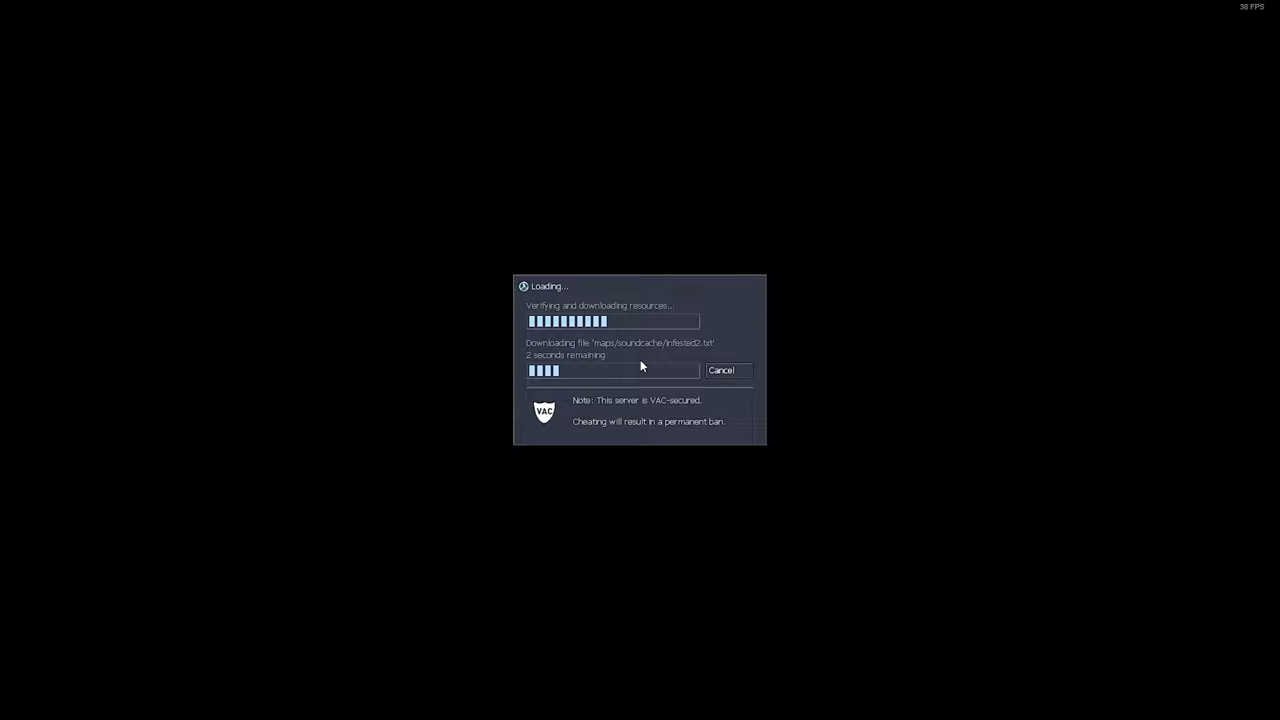 38 FPS
Loading...
Verifying and downloading resources...
Downloading file 'maps/soundcache/infested2.txt'
2 seconds remaining
Cancel
VAC
Note: This server is VAC-secured.
Cheating will result in a permanent ban.